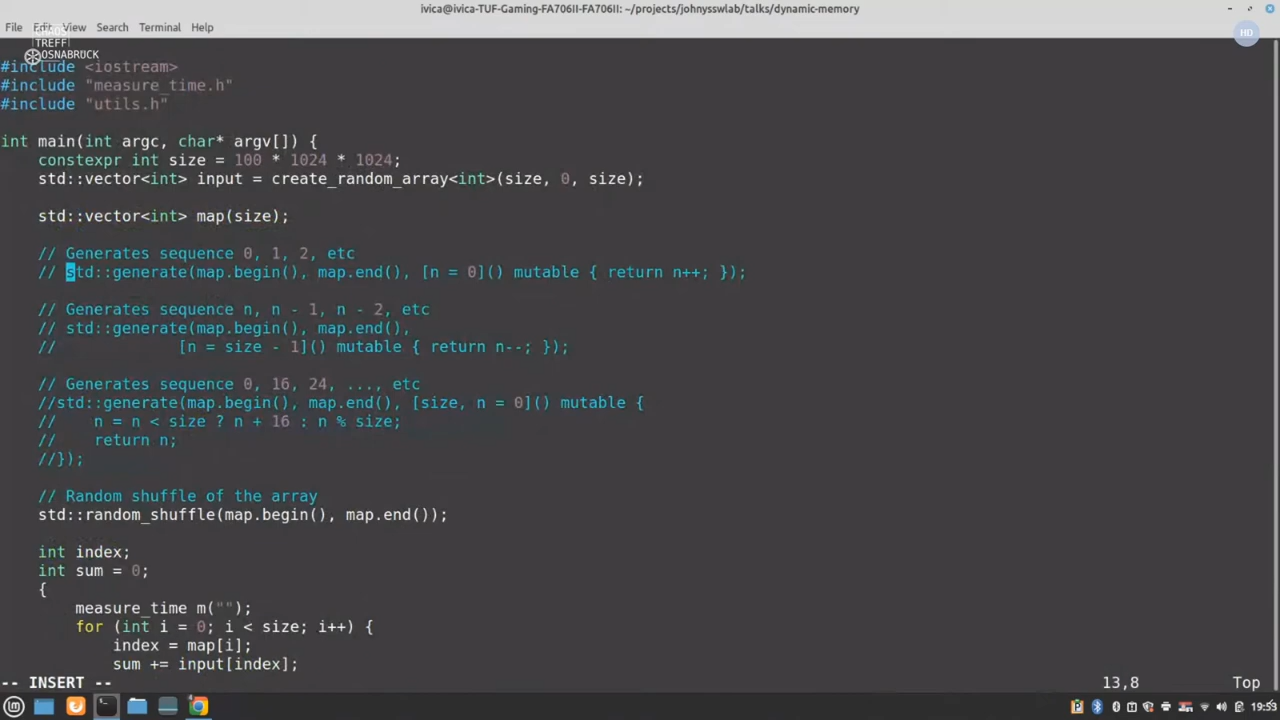 ivica@ivica-TUF-Gaming-FA706II-FA706II: ~/projects/johnysswlab/talks/dynamic-memory
File Edit View Search Terminal Help
HD
CHAOS
TREFF
OSNABRÜCK
#include <iostream>
#include "measure_time.h"
#include "utils.h"
int main(int argc, char* argv[]) {
    constexpr int size = 100 * 1024 * 1024;
    std::vector<int> input = create_random_array<int>(size, 0, size);
    std::vector<int> map(size);
    // Generates sequence 0, 1, 2, etc
    // std::generate(map.begin(), map.end(), [n = 0]() mutable { return n++; });
    // Generates sequence n, n - 1, n - 2, etc
    // std::generate(map.begin(), map.end(),
    //             [n = size - 1]() mutable { return n--; });
    // Generates sequence 0, 16, 24, ..., etc
    //std::generate(map.begin(), map.end(), [size, n = 0]() mutable {
    //    n = n < size ? n + 16 : n % size;
    //    return n;
    //});
    // Random shuffle of the array
    std::random_shuffle(map.begin(), map.end());
    int index;
    int sum = 0;
    {
        measure_time m("");
        for (int i = 0; i < size; i++) {
            index = map[i];
            sum += input[index];
-- INSERT -- 13,8 Top
19:53